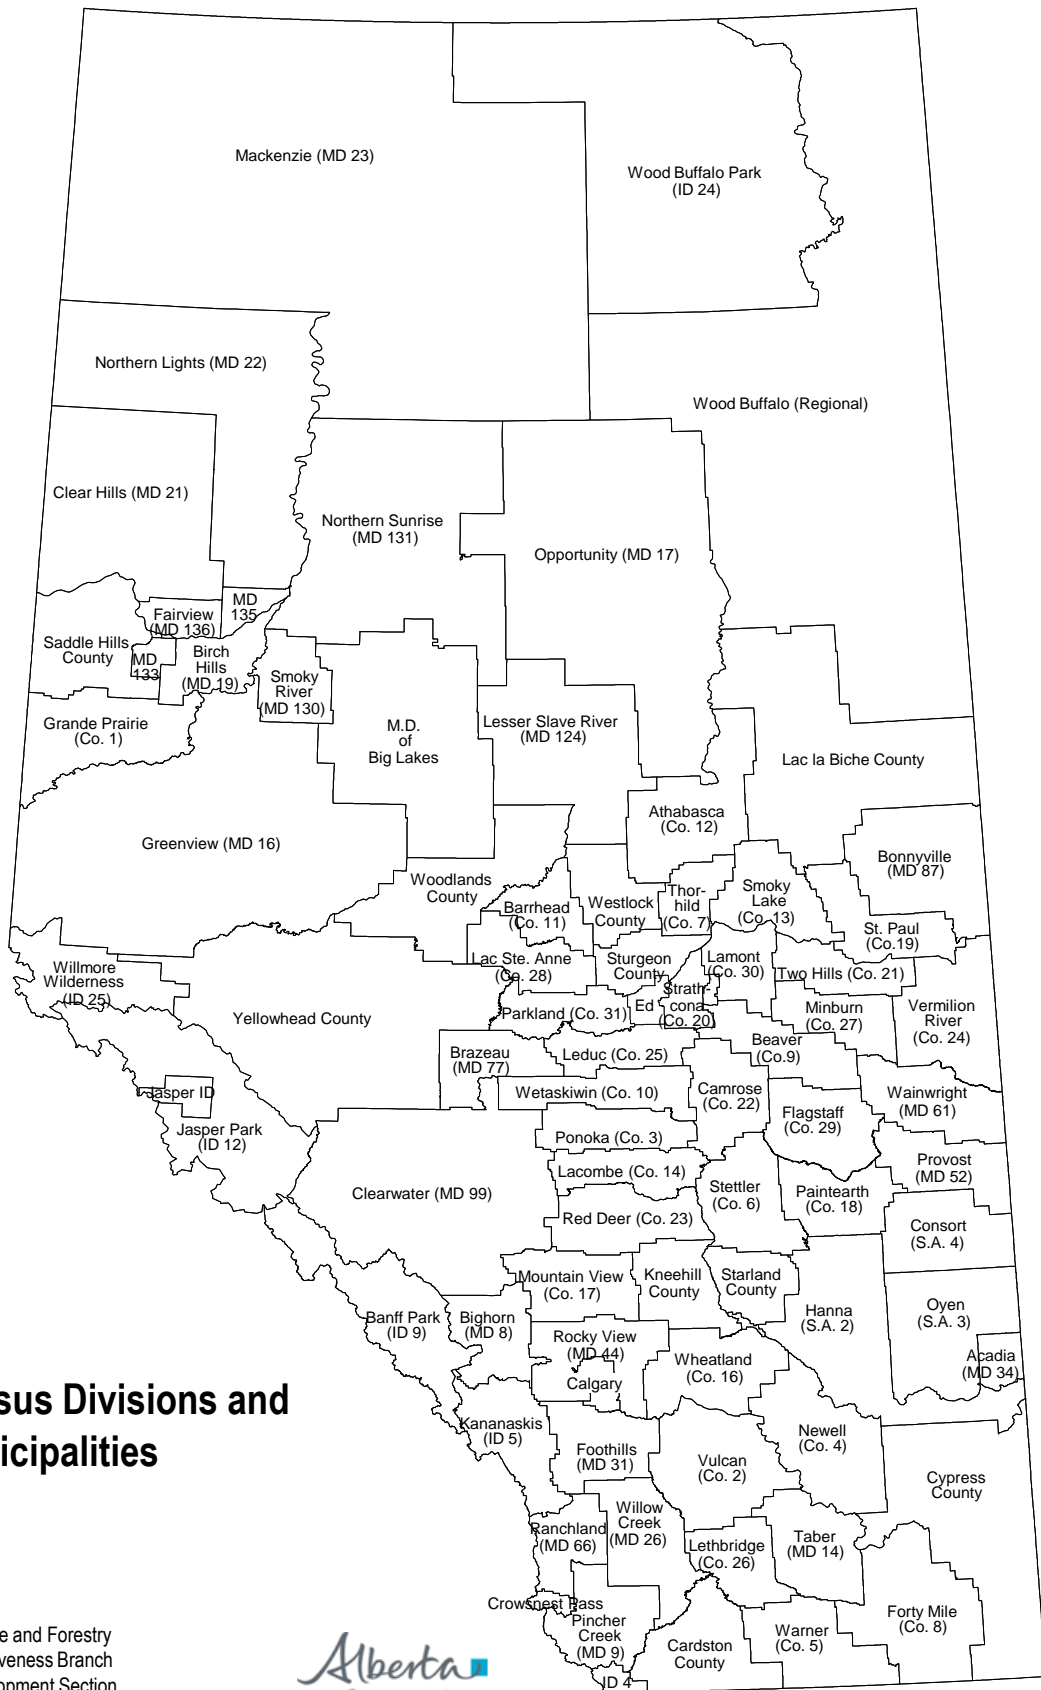 Mackenzie (MD 23)
Wood Buffalo Park
(ID 24)
Northern Lights (MD 22)
Wood Buffalo (Regional)
Clear Hills (MD 21)
Northern Sunrise
(MD 131)
Opportunity (MD 17)
MD
135
Fairview
(MD 136)
Saddle Hills
County
MD
133
Birch
Hills
(MD 19)
Smoky
River
(MD 130)
Grande Prairie
(Co. 1)
M.D.
of
Big Lakes
Lesser Slave River
(MD 124)
Lac la Biche County
Athabasca
(Co. 12)
Greenview (MD 16)
Bonnyville
(MD 87)
Woodlands
County
Barrhead
(Co. 11)
Westlock
County
Thor-
hild
(Co. 7)
Smoky
Lake
(Co. 13)
St. Paul
(Co.19)
Willmore
Wilderness
(ID 25)
Lac Ste. Anne
(Co. 28)
Sturgeon
County
Lamont
(Co. 30)
Two Hills (Co. 21)
Yellowhead County
Parkland (Co. 31)
Ed
Strath-
cona
(Co. 20)
Minburn
(Co. 27)
Vermilion
River
(Co. 24)
Brazeau
(MD 77)
Leduc (Co. 25)
Beaver
(Co.9)
Jasper ID
Wetaskiwin (Co. 10)
Camrose
(Co. 22)
Flagstaff
(Co. 29)
Wainwright
(MD 61)
Jasper Park
(ID 12)
Ponoka (Co. 3)
Provost
(MD 52)
Clearwater (MD 99)
Lacombe (Co. 14)
Stettler
(Co. 6)
Paintearth
(Co. 18)
Red Deer (Co. 23)
Consort
(S.A. 4)
Mountain View
(Co. 17)
Kneehill
County
Starland
County
Hanna
(S.A. 2)
Oyen
(S.A. 3)
Banff Park
(ID 9)
Bighorn
(MD 8)
Rocky View
(MD 44)
Wheatland
(Co. 16)
Acadia
(MD 34)
Calgary
sus Divisions and
icipalities
Kananaskis
(ID 5)
Foothills
(MD 31)
Vulcan
(Co. 2)
Newell
(Co. 4)
Cypress
County
Ranchland
(MD 66)
Willow
Creek
(MD 26)
Lethbridge
(Co. 26)
Taber
(MD 14)
Crowsnest Pass
Pincher
Creek
(MD 9)
Cardston
County
Warner
(Co. 5)
Forty Mile
(Co. 8)
ID 4
e and Forestry
veness Branch
opment Section
Alberta